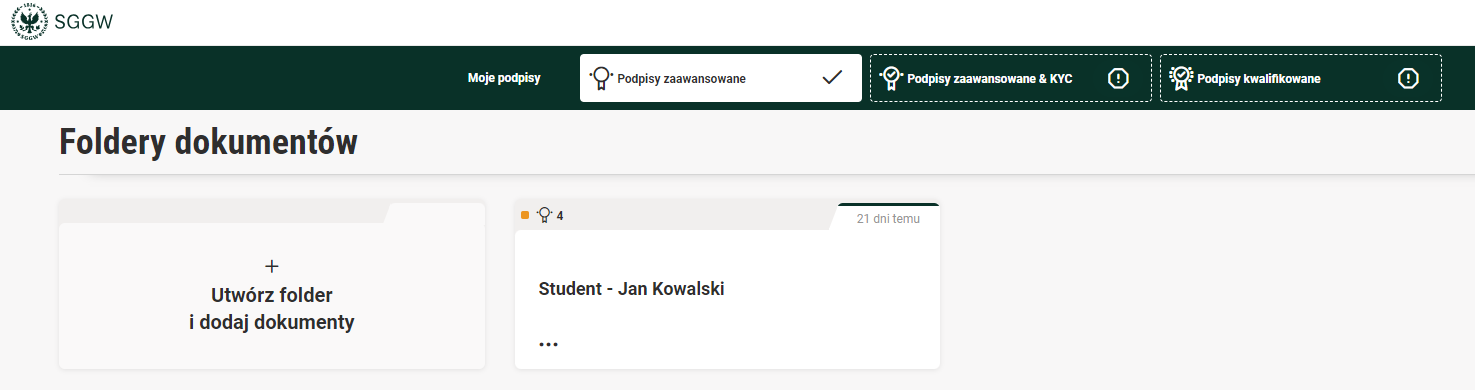 SGGW
Moje podpisy
Podpisy zaawansowane
Podpisy zaawansowane & KYC
Podpisy kwalifikowane
Foldery dokumentów
+
Utwórz folder
i dodaj dokumenty
4
21 dni temu
Student - Jan Kowalski
...